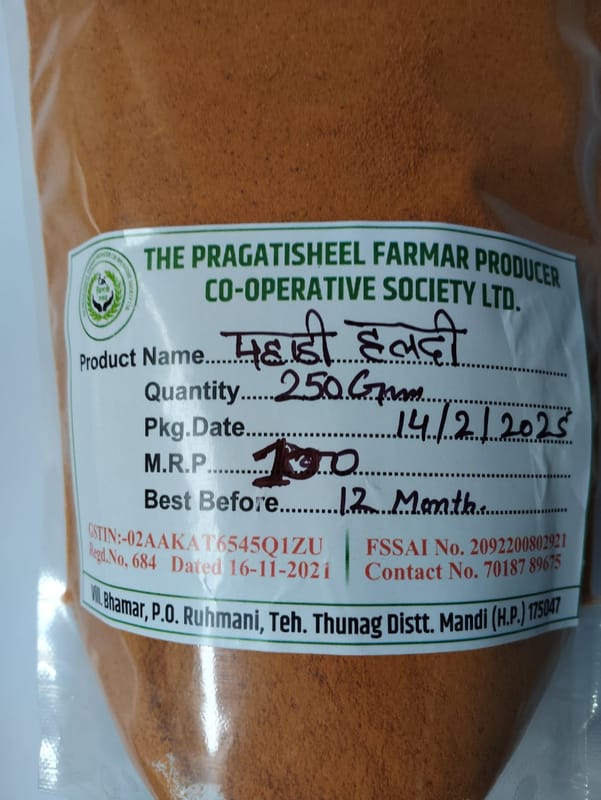 THE PRAGATISHEEL FARMAR PRODUCER
CO-OPERATIVE SOCIETY LTD.
Product Name.....पहाडी हल्दी
Quantity.....250Gmm
Pkg.Date.....14/2/2025
M.R.P.....100
Best Before.....12 Month.
GSTIN:-02AAKAT6545Q1ZU
Regd.No, 684 Dated 16-11-2021
FSSAI No. 2092200802921
Contact No. 70187 89675
Vill. Bhamar, P.O. Ruhmani, Teh. Thunag Distt. Mandi (H.P.) 175047